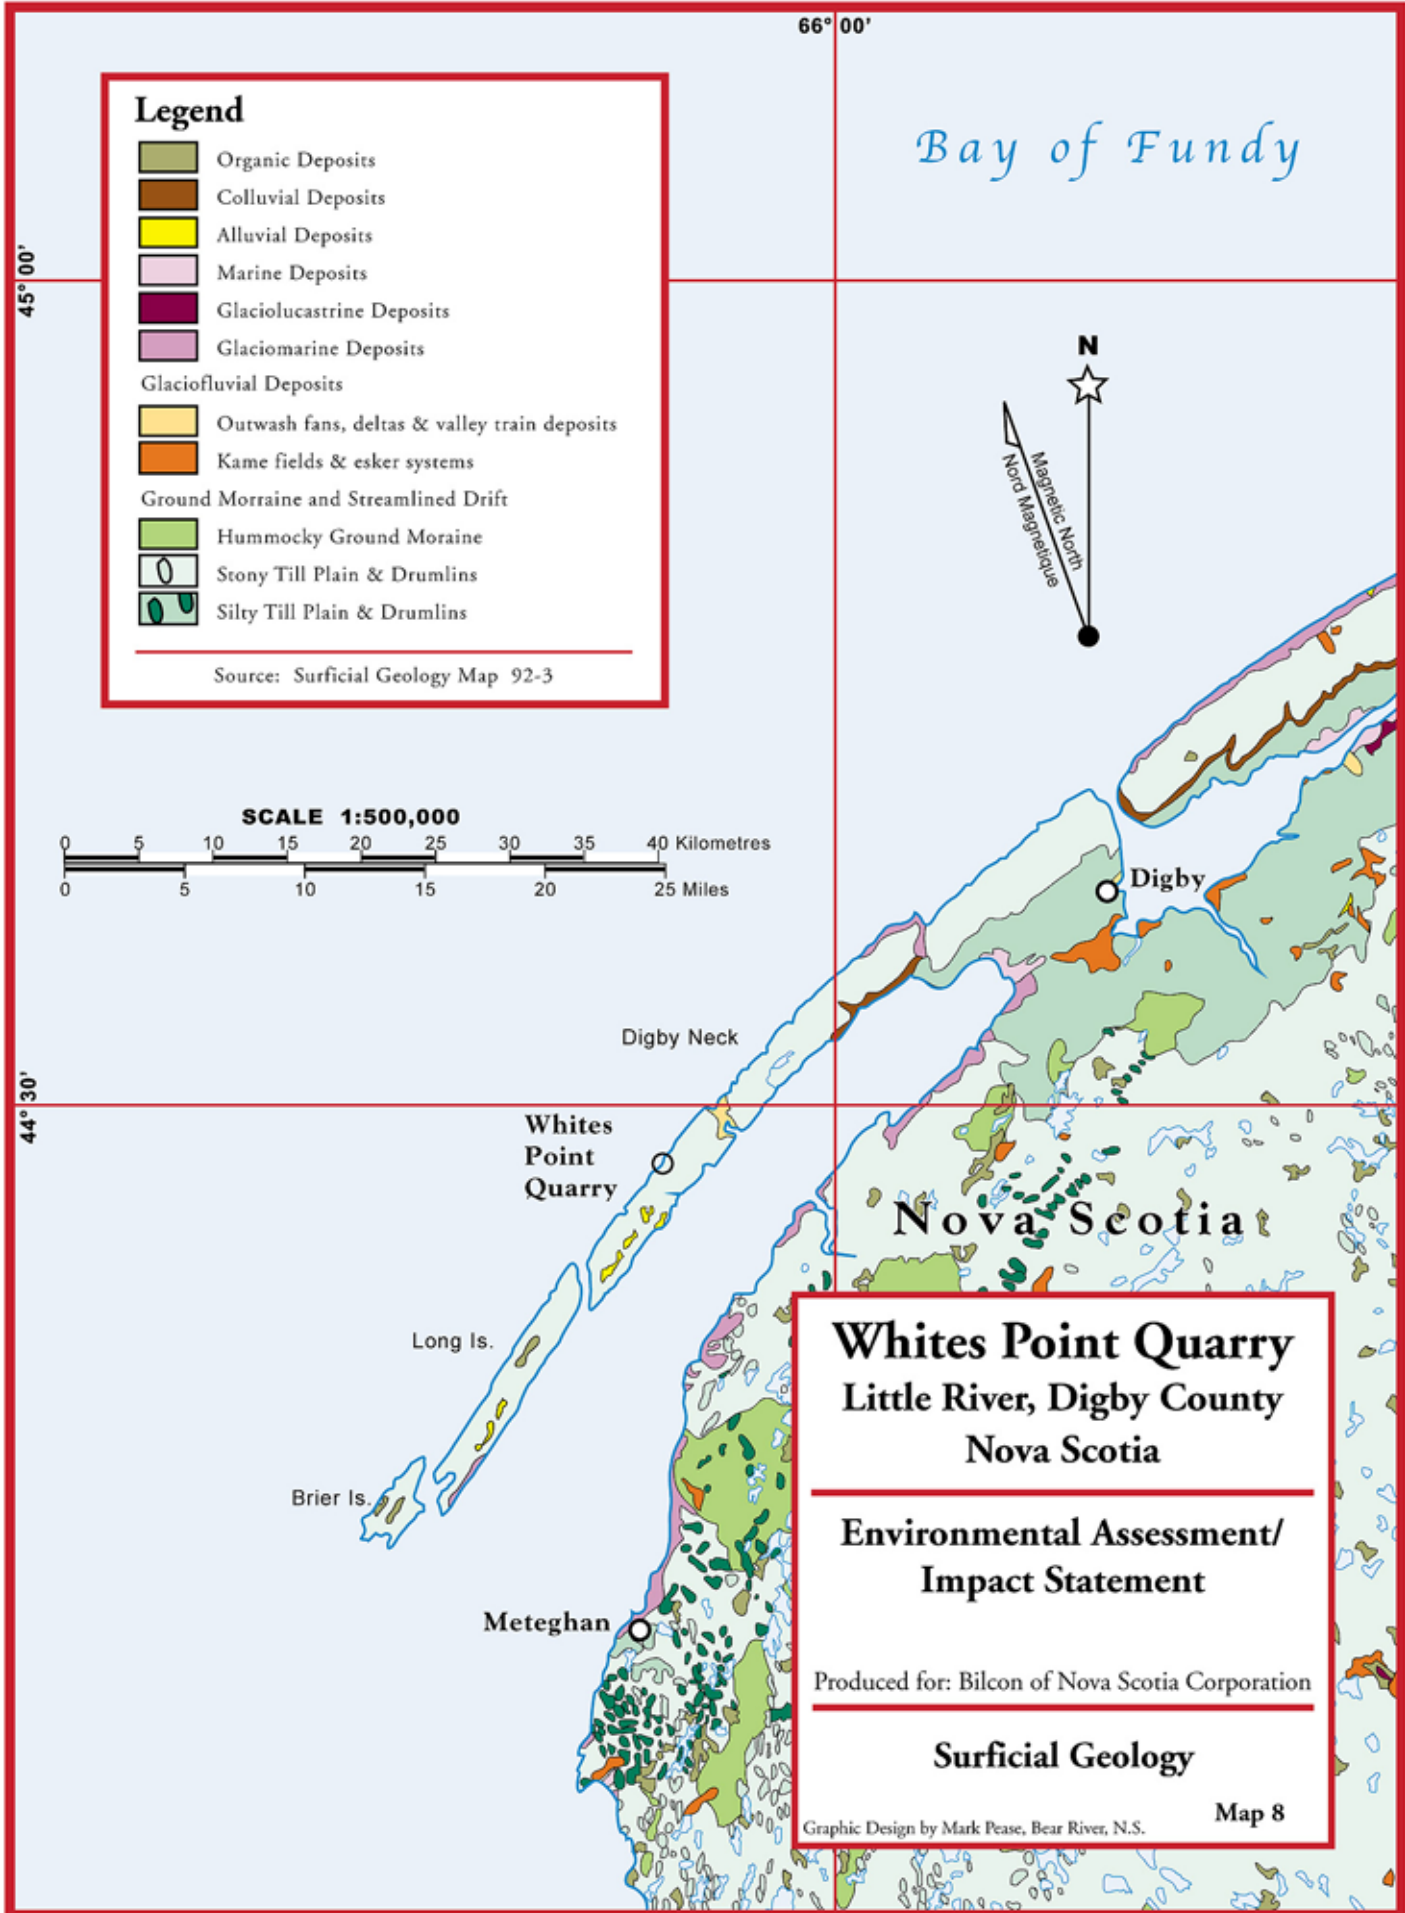 66° 00'
Bay of Fundy
Legend
Organic Deposits
Colluvial Deposits
Alluvial Deposits
Marine Deposits
Glaciolucastrine Deposits
Glaciomarine Deposits
Glaciofluvial Deposits
Outwash fans, deltas & valley train deposits
Kame fields & esker systems
Ground Morraine and Streamlined Drift
Hummocky Ground Moraine
Stony Till Plain & Drumlins
Silty Till Plain & Drumlins
Source: Surficial Geology Map 92-3
45° 00'
N
Magnetic North
Nord Magnetique
SCALE 1:500,000
0 5 10 15 20 25 30 35 40 Kilometres
0 5 10 15 20 25 Miles
Digby
Digby Neck
44° 30'
Whites
Point
Quarry
Nova Scotia
Long Is.
Brier Is.
Meteghan
Whites Point Quarry
Little River, Digby County
Nova Scotia
Environmental Assessment/
Impact Statement
Produced for: Bilcon of Nova Scotia Corporation
Surficial Geology
Map 8
Graphic Design by Mark Pease, Bear River, N.S.